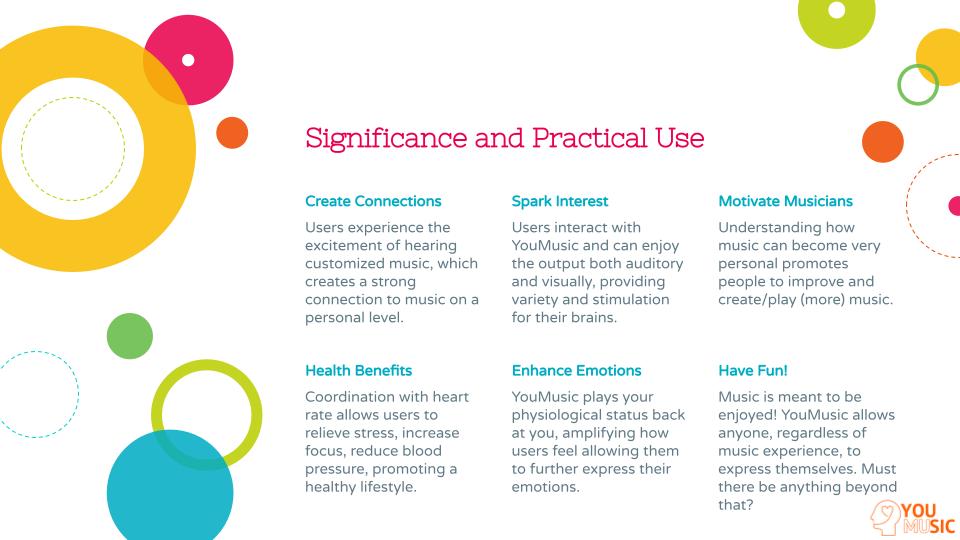 Significance and Practical Use
Create Connections
Users experience the
excitement of hearing
customized music, which
creates a strong
connection to music on a
personal level.
Spark Interest
Users interact with
YouMusic and can enjoy
the output both auditory
and visually, providing
variety and stimulation
for their brains.
Motivate Musicians
Understanding how
music can become very
personal promotes
people to improve and
create/play (more) music.
Health Benefits
Coordination with heart
rate allows users to
relieve stress, increase
focus, reduce blood
pressure, promoting a
healthy lifestyle.
Enhance Emotions
YouMusic plays your
physiological status back
at you, amplifying how
users feel allowing them
to further express their
emotions.
Have Fun!
Music is meant to be
enjoyed! YouMusic allows
anyone, regardless of
music experience, to
express themselves. Must
there be anything beyond
that?
YOU
MUSIC